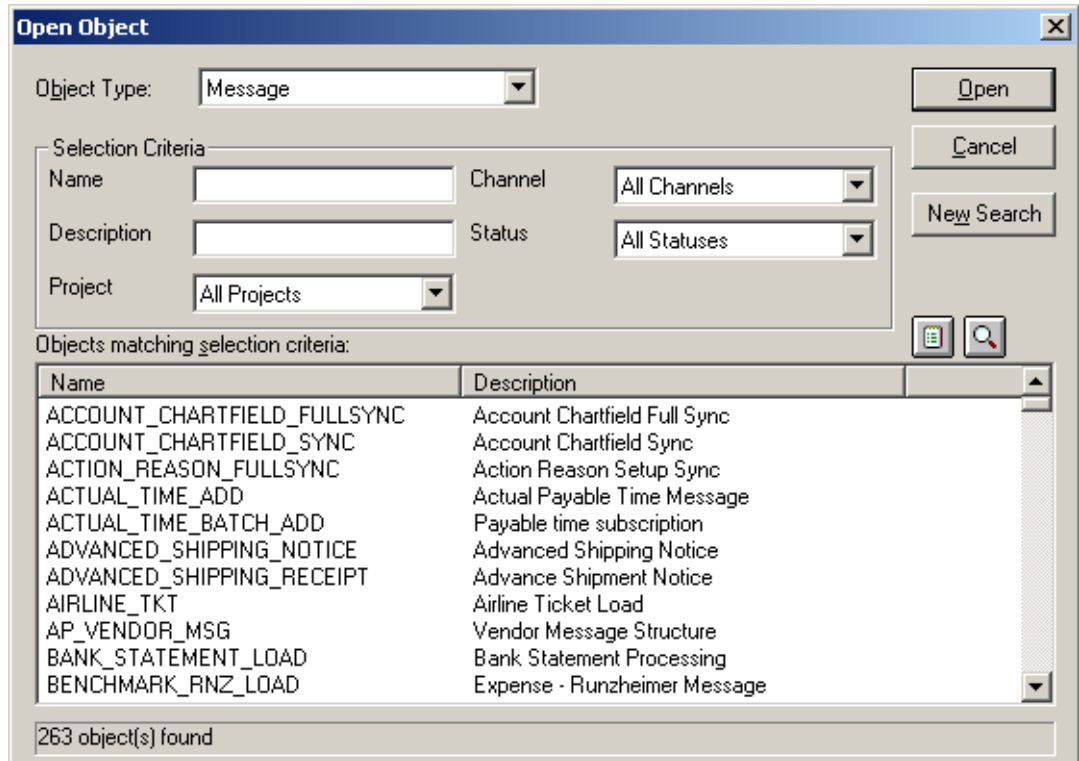 Open Object
Object Type: Message
Open
Selection Criteria
Cancel
Name Channel All Channels
New Search
Description Status All Statuses
Project All Projects
Objects matching selection criteria:
Name Description
ACCOUNT_CHARTFIELD_FULLSYNC Account Chartfield Full Sync
ACCOUNT_CHARTFIELD_SYNC Account Chartfield Sync
ACTION_REASON_FULLSYNC Action Reason Setup Sync
ACTUAL_TIME_ADD Actual Payable Time Message
ACTUAL_TIME_BATCH_ADD Payable time subscription
ADVANCED_SHIPPING_NOTICE Advanced Shipping Notice
ADVANCED_SHIPPING_RECEIPT Advance Shipment Notice
AIRLINE_TKT Airline Ticket Load
AP_VENDOR_MSG Vendor Message Structure
BANK_STATEMENT_LOAD Bank Statement Processing
BENCHMARK_RNZ_LOAD Expense - Runzheimer Message
263 object(s) found